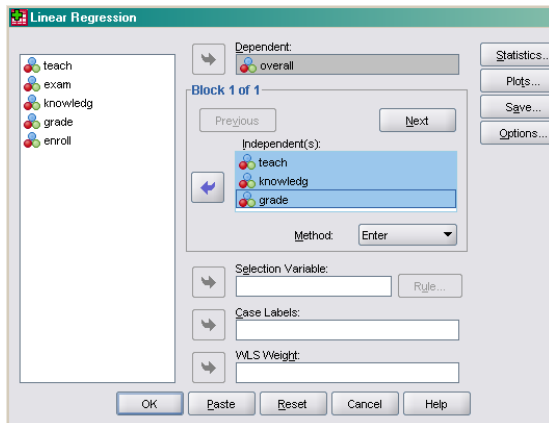 Linear Regression
teach
exam
knowledg
grade
enroll
Dependent:
overall
Block 1 of 1
Previous
Next
Independent(s):
teach
knowledg
grade
Method:
Enter
Selection Variable:
Rule...
Case Labels:
WLS Weight:
Statistics...
Plots...
Save...
Options...
OK
Paste
Reset
Cancel
Help